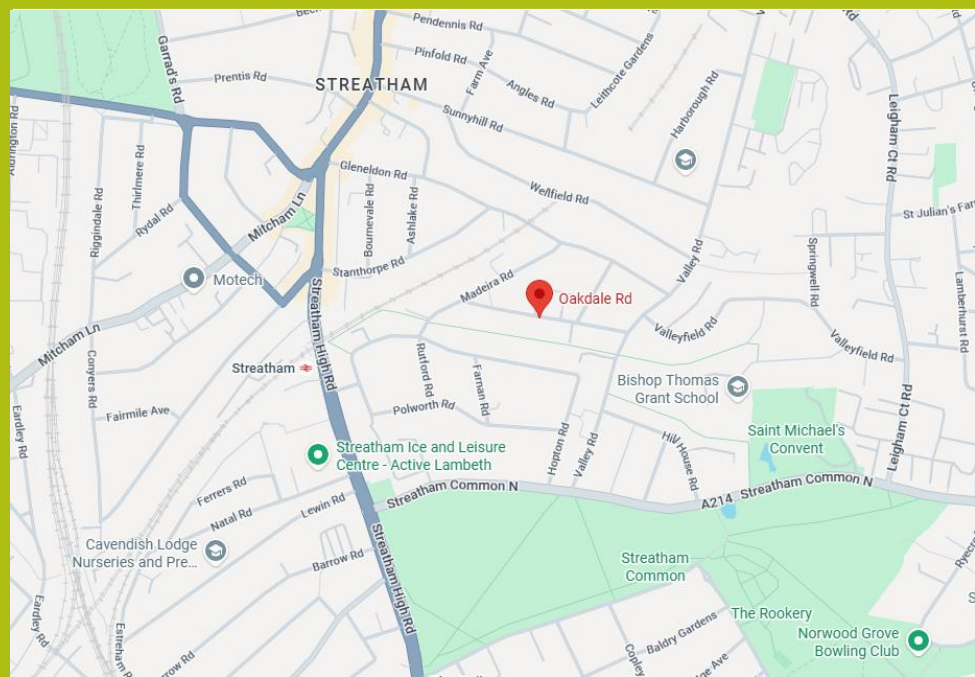 Pendennis Rd
Garrad's Rd
Pinfold Rd
Prentis Rd
STREATHAM
Farm Ave
Angles Rd
Leithcote Gardens
Harborough Rd
Leigham Ct Rd
Sunnyhill Rd
Thirlmere Rd
Riggindale Rd
Rydal Rd
Mitcham Ln
Gleneldon Rd
Bournevale Rd
Ashlake Rd
Wellfield Rd
Valley Rd
St Julian's Farm
Springwell Rd
Lamberhurst Rd
Motech
Stanthorpe Rd
Madeira Rd
Oakdale Rd
Valleyfield Rd
Valleyfield Rd
Mitcham Ln
Streatham High Rd
Streatham
Conyers Rd
Fairmile Ave
Eardley Rd
Rutford Rd
Farnan Rd
Polworth Rd
Hopton Rd
Valley Rd
Bishop Thomas
Grant School
Hill House Rd
Saint Michael's
Convent
Leigham Ct Rd
Streatham Ice and Leisure
Centre - Active Lambeth
Ferrers Rd
Natal Rd
Lewin Rd
Streatham Common N
A214
Streatham Common N
Cavendish Lodge
Nurseries and Pre...
Barrow Rd
Streatham High Rd
Streatham
Common
The Rookery
Norwood Grove
Bowling Club
Eardley Rd
Estreham Rd
Baldry Gardens
Copley